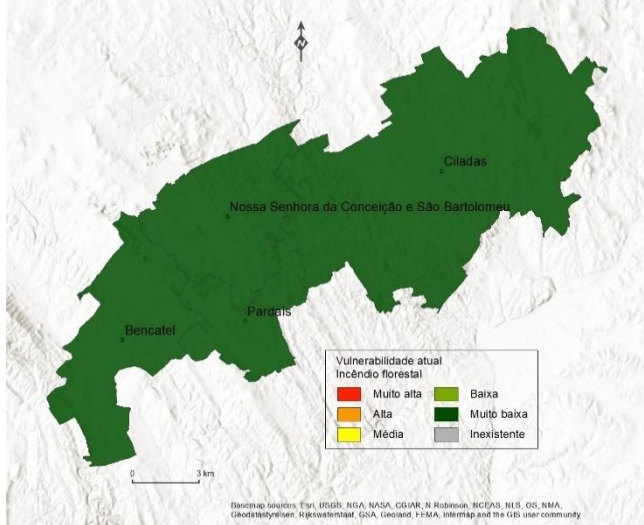 N
Ciladas
Nossa Senhora da Conceição e São Bartolomeu
Pardais
Bencatel
Vulnerabilidade atual
Incêndio florestal
Muito alta Baixa
Alta Muito baixa
Média Inexistente
0 3 km
Basemap sources: Esri, USGS, NGA, NASA, CGIAR, N Robinson, NCEAS, NLS, OS, NMA,
Geodatastyrelsen, Rijkswaterstaat, GSA, Geoland, FEMA, Intermap and the GIS user community